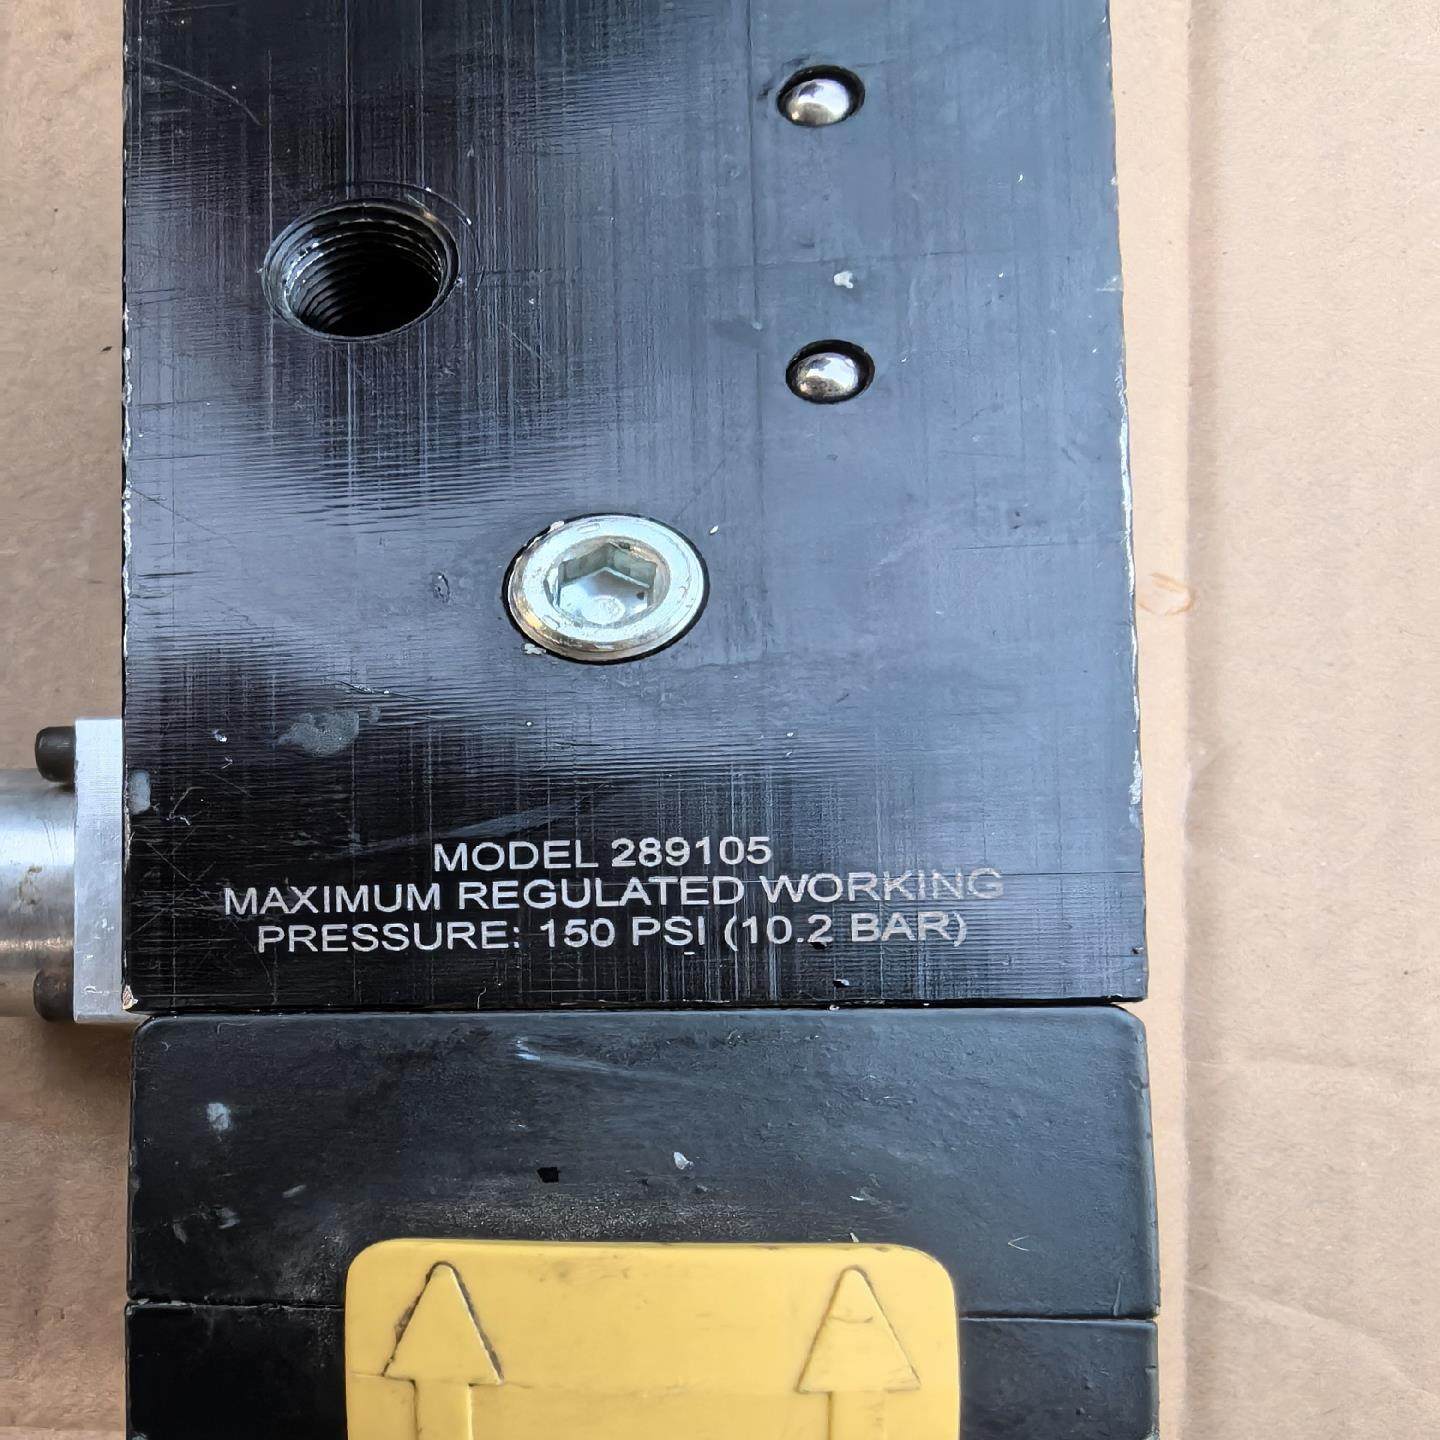 MODEL 289105
MAXIMUM REGULATED WORKING
PRESSURE: 150 PSI (10.2 BAR)